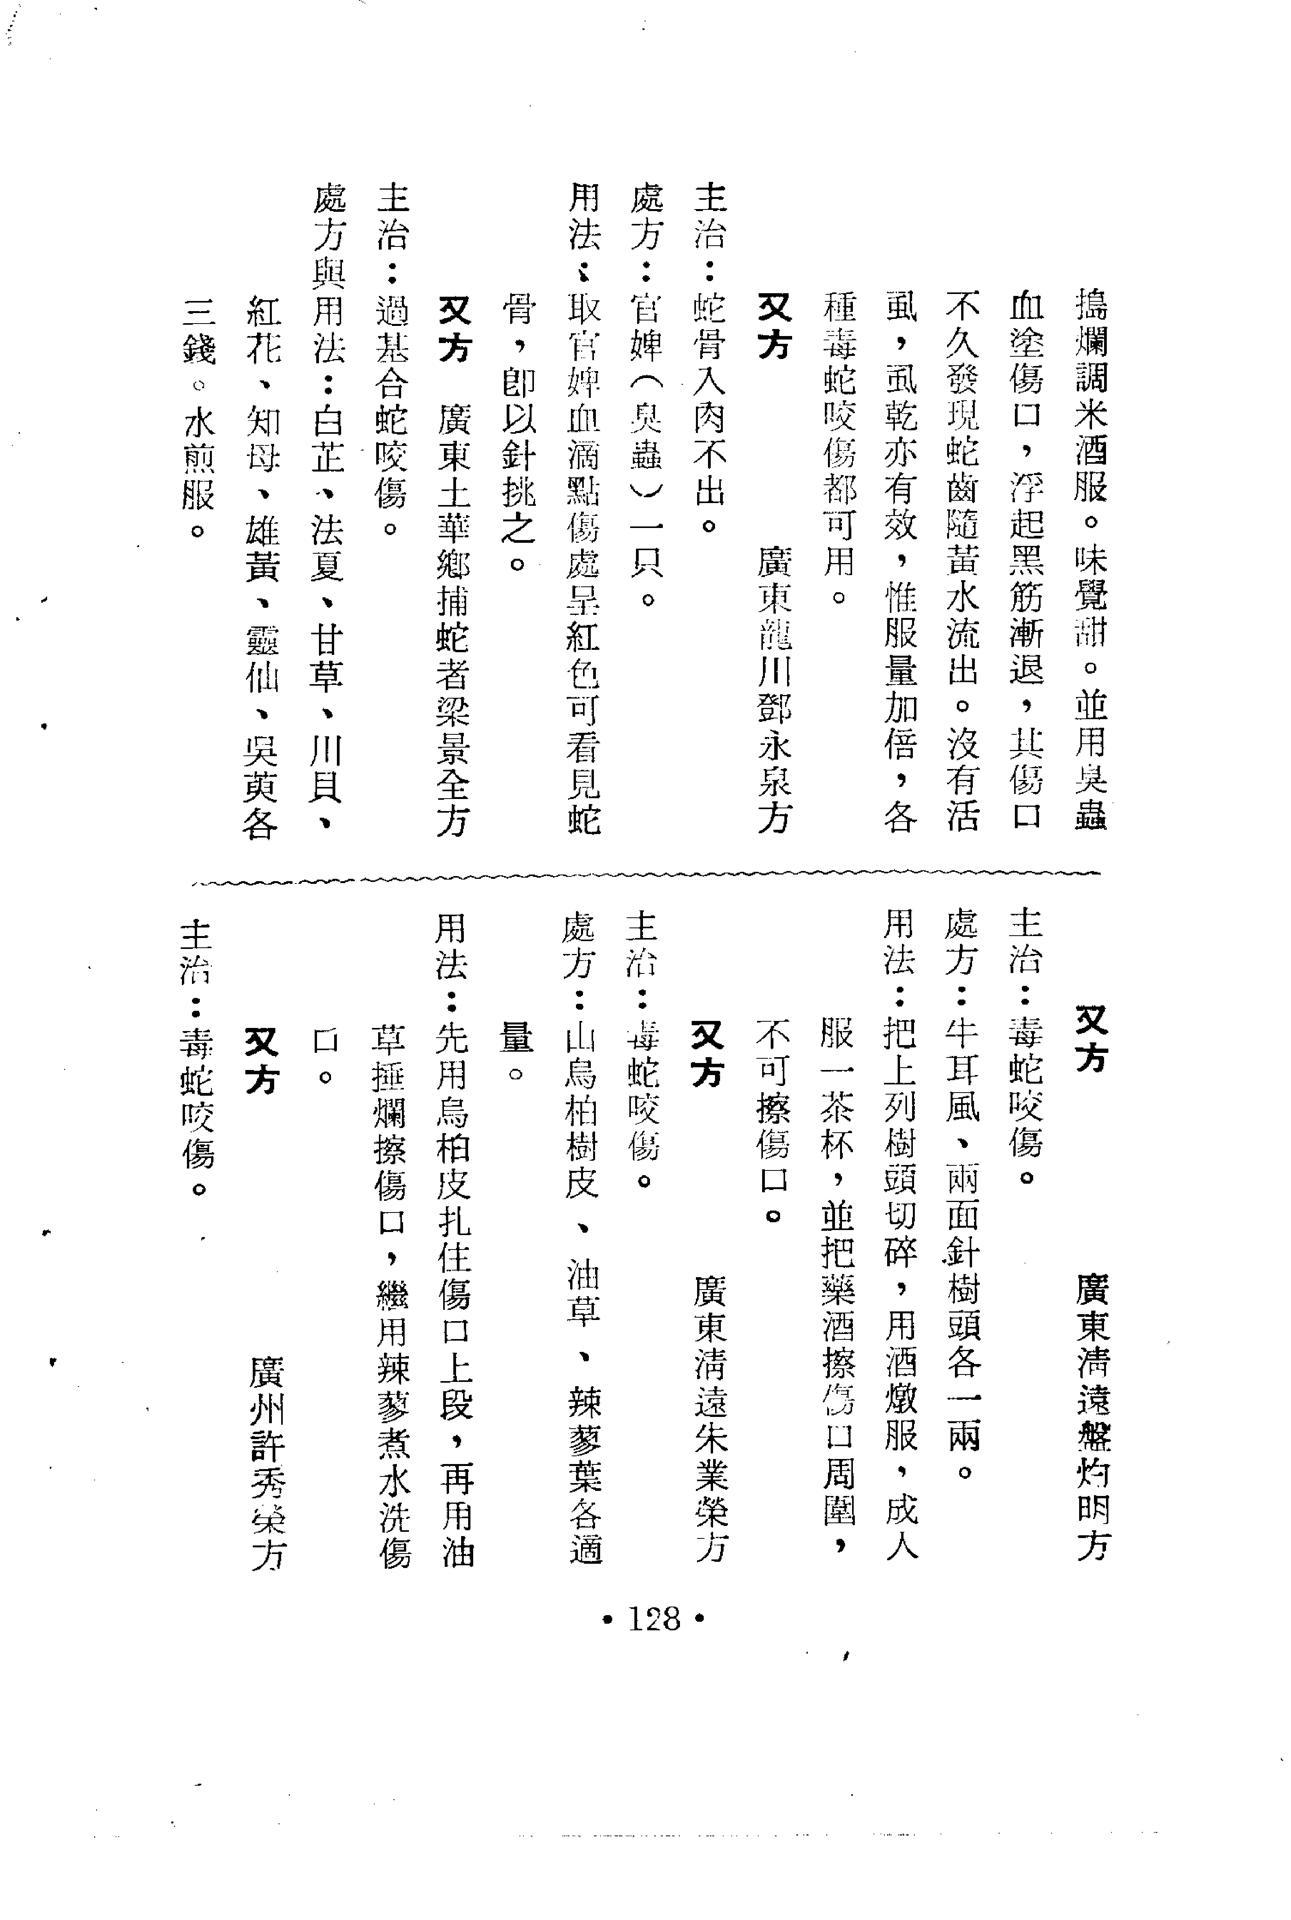 搗爛調米酒服。味覺甜。並用臭蟲
血塗傷口，浮起黑筋漸退，其傷口
不久發現蛇齒隨黃水流出。沒有活
虱，虱乾亦有效，惟服量加倍，各
種毒蛇咬傷都可用。
又方　廣東龍川鄧永泉方
主治：蛇骨入肉不出。
處方：官婢（臭蟲）一只。
用法：取官婢血滴點傷處呈紅色可看見蛇
骨，卽以針挑之。
又方　廣東土華鄉捕蛇者梁景全方
主治：過基合蛇咬傷。
處方與用法：白芷、法夏、甘草、川貝、
紅花、知母、雄黃、靈仙、吳萸各
三錢。水煎服。
又方　廣東淸遠盤灼明方
主治：毒蛇咬傷。
處方：牛耳風、兩面針樹頭各一兩。
用法：把上列樹頭切碎，用酒燉服，成人
服一茶杯，並把藥酒擦傷口周圍，
不可擦傷口。
又方　廣東淸遠朱業榮方
主治：毒蛇咬傷。
處方：山烏柏樹皮、油草、辣蓼葉各適
量。
用法：先用烏柏皮扎住傷口上段，再用油
草捶爛擦傷口，繼用辣蓼煮水洗傷
口。
又方　廣州許秀榮方
主治：毒蛇咬傷。
• 128 •